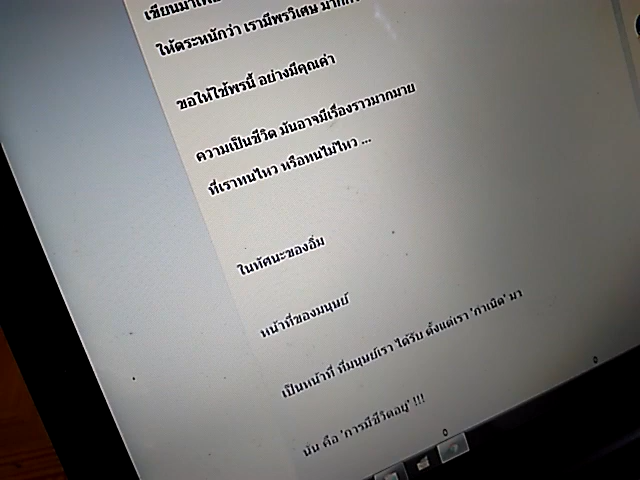 ให้ตระหนักว่า เรามีพรวิเศษ
ขอให้ใช้พรนี้ อย่างมีคุณค่า
ความเป็นชีวิต มันอาจมีเรื่องราวมากมาย
ที่เราทนไหว หรือทนไม่ไหว ...
ในทัศนะของอิ่ม
หน้าที่ของมนุษย์
เป็นหน้าที่ ที่มนุษย์เรา ได้รับ ตั้งแต่เรา 'กำเนิด' มา
นั่น คือ 'การมีชีวิตอยู่' !!!